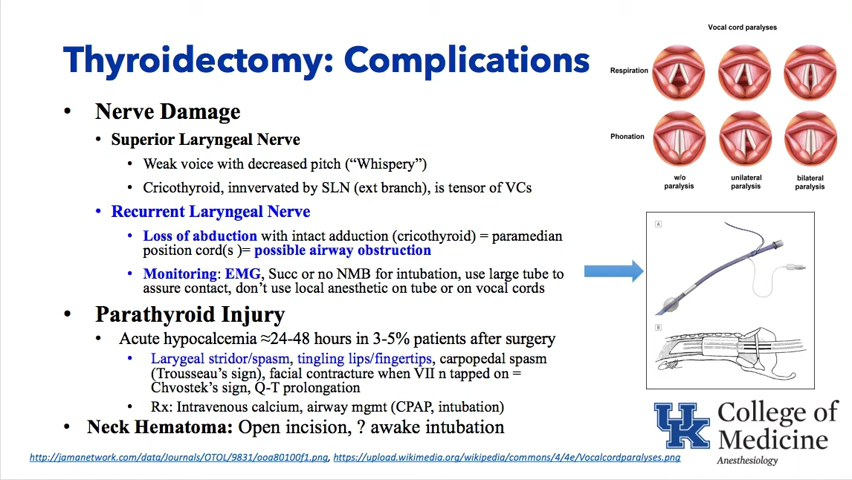 Thyroidectomy: Complications
• Nerve Damage
• Superior Laryngeal Nerve
• Weak voice with decreased pitch (“Whispery”)
• Cricothyroid, innvervated by SLN (ext branch), is tensor of VCs
• Recurrent Laryngeal Nerve
• Loss of abduction with intact adduction (cricothyroid) = paramedian
position cord(s )= possible airway obstruction
• Monitoring: EMG, Succ or no NMB for intubation, use large tube to
assure contact, don’t use local anesthetic on tube or on vocal cords
• Parathyroid Injury
• Acute hypocalcemia ≈24-48 hours in 3-5% patients after surgery
• Larygeal stridor/spasm, tingling lips/fingertips, carpopedal spasm
(Trousseau’s sign), facial contracture when VII n tapped on =
Chvostek’s sign, Q-T prolongation
• Rx: Intravenous calcium, airway mgmt (CPAP, intubation)
• Neck Hematoma: Open incision, ? awake intubation
http://jamanetwork.com/data/Journals/OTOL/9831/ooa80100f1.png, https://upload.wikimedia.org/wikipedia/commons/4/4e/Vocalcordparalyses.png
Vocal cord paralyses
Respiration
Phonation
w/o
paralysis
unilateral
paralysis
bilateral
paralysis
A
B
UK
College of
Medicine
Anesthesiology